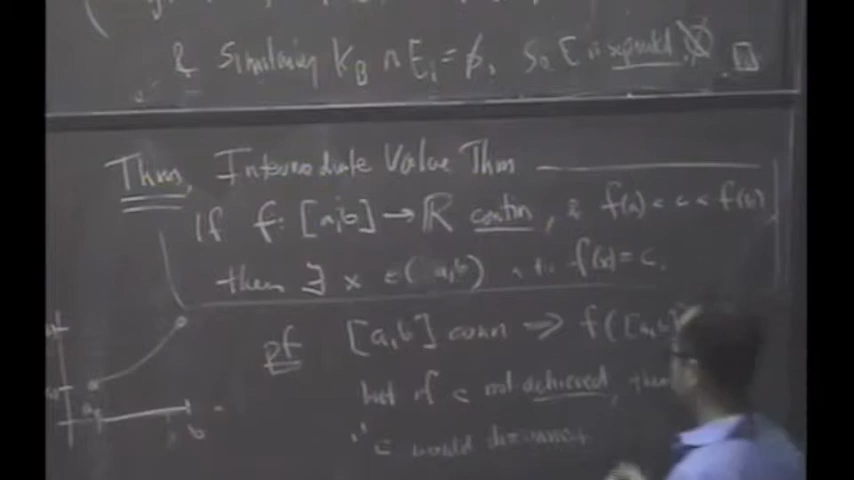 & Similarly K_B ∩ E_1 = ∅. So E is separated
Thm. Intermediate Value Thm
If f: [a,b] → ℝ contin, & f(a) < c < f(b)
then ∃ x ∈ (a,b) s.t. f(x) = c.
pf [a,b] conn ⇒ f([a,b]
but if c not achieved, then
c would disconnect
a
b